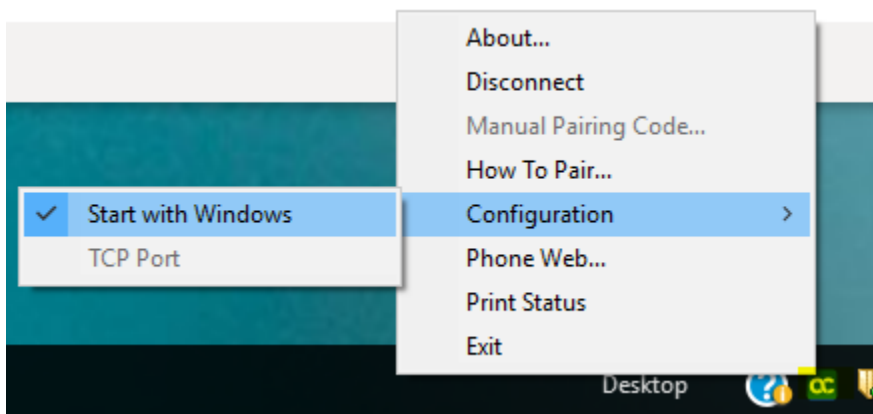 About...
Disconnect
Manual Pairing Code...
How To Pair...
Configuration
Phone Web...
Print Status
Exit
Start with Windows
TCP Port
Desktop